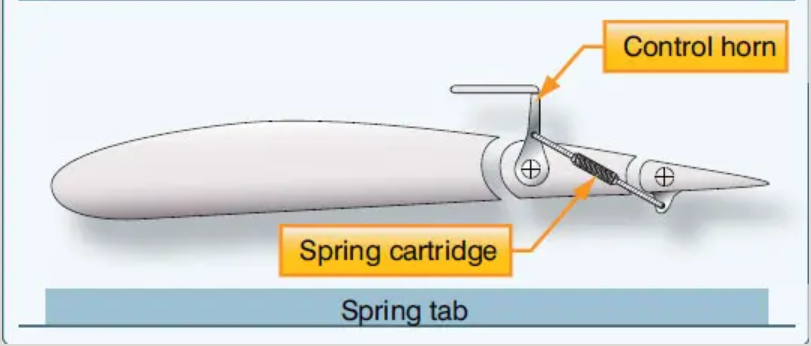 Control horn
Spring cartridge
Spring tab